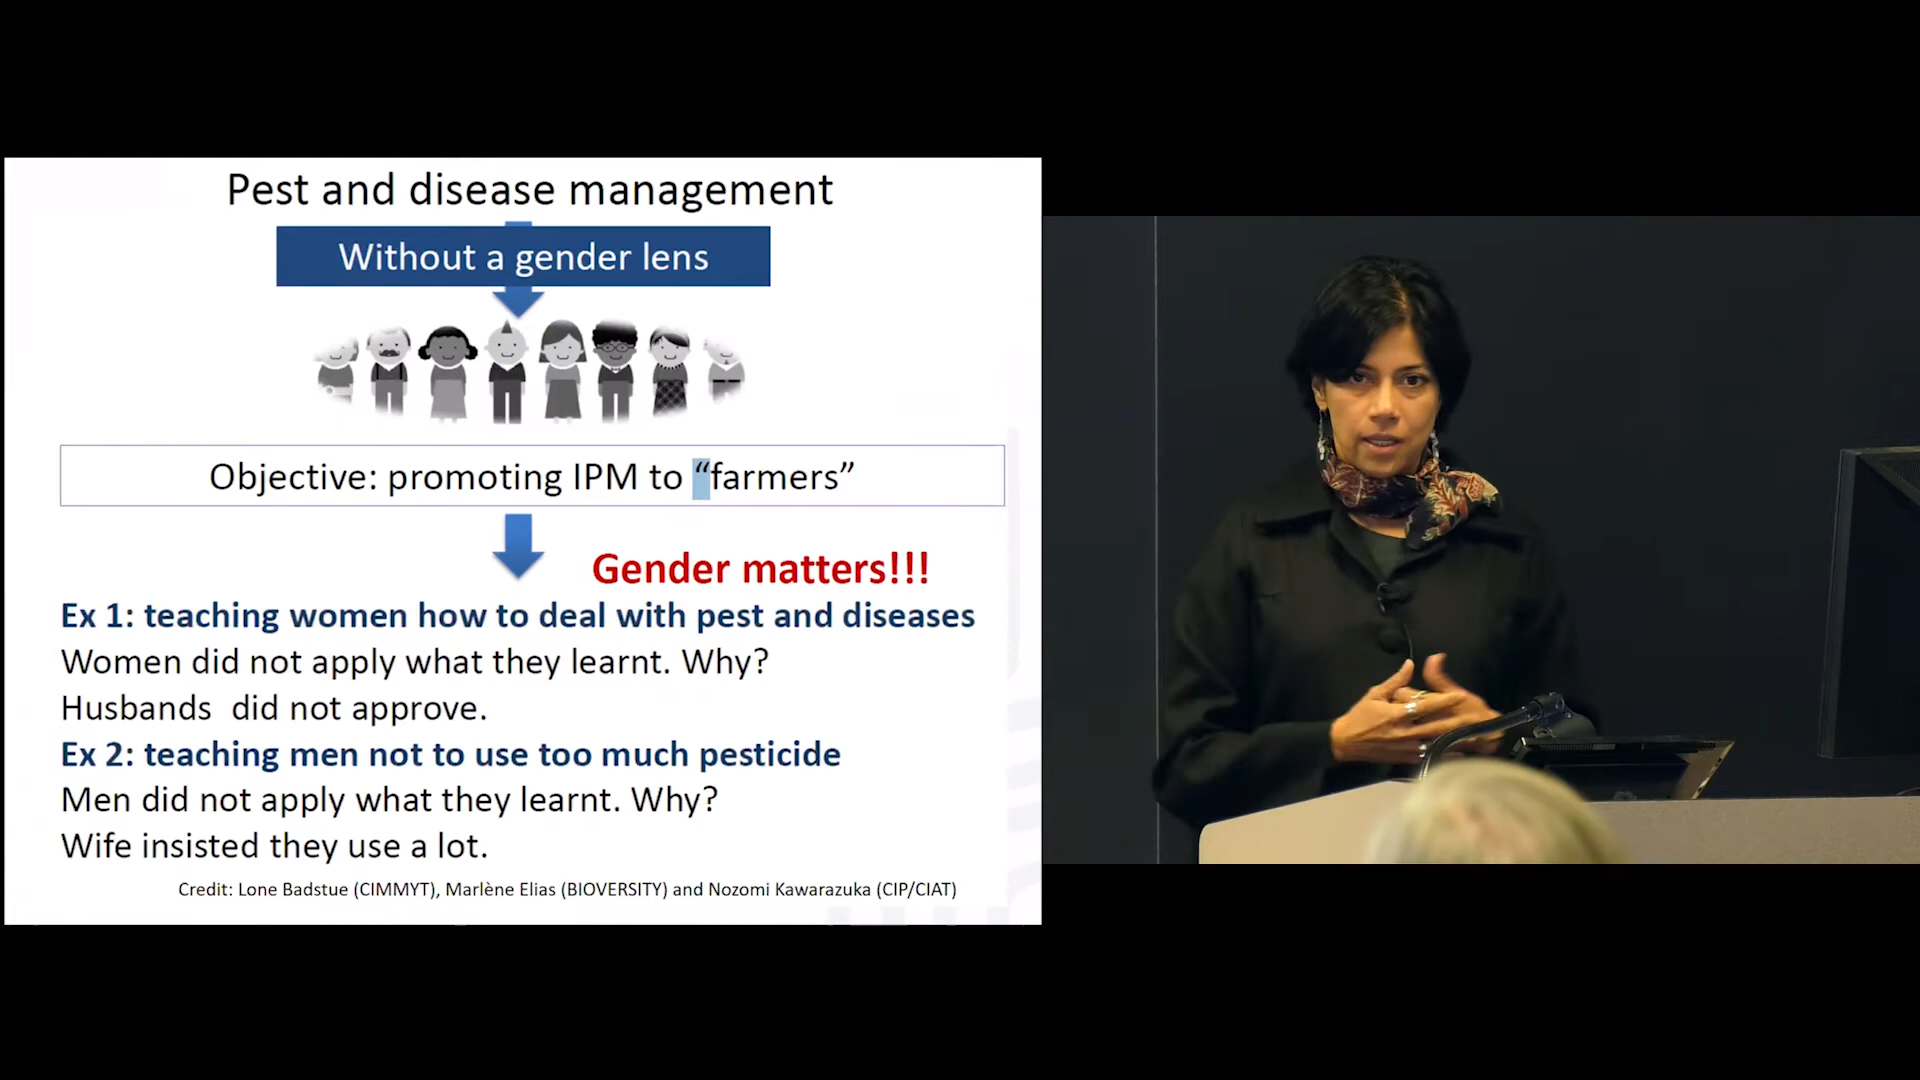 Pest and disease management
Without a gender lens
Objective: promoting IPM to “farmers”
Gender matters!!!
Ex 1: teaching women how to deal with pest and diseases
Women did not apply what they learnt. Why?
Husbands  did not approve.
Ex 2: teaching men not to use too much pesticide
Men did not apply what they learnt. Why?
Wife insisted they use a lot.
Credit: Lone Badstue (CIMMYT), Marlène Elias (BIOVERSITY) and Nozomi Kawarazuka (CIP/CIAT)